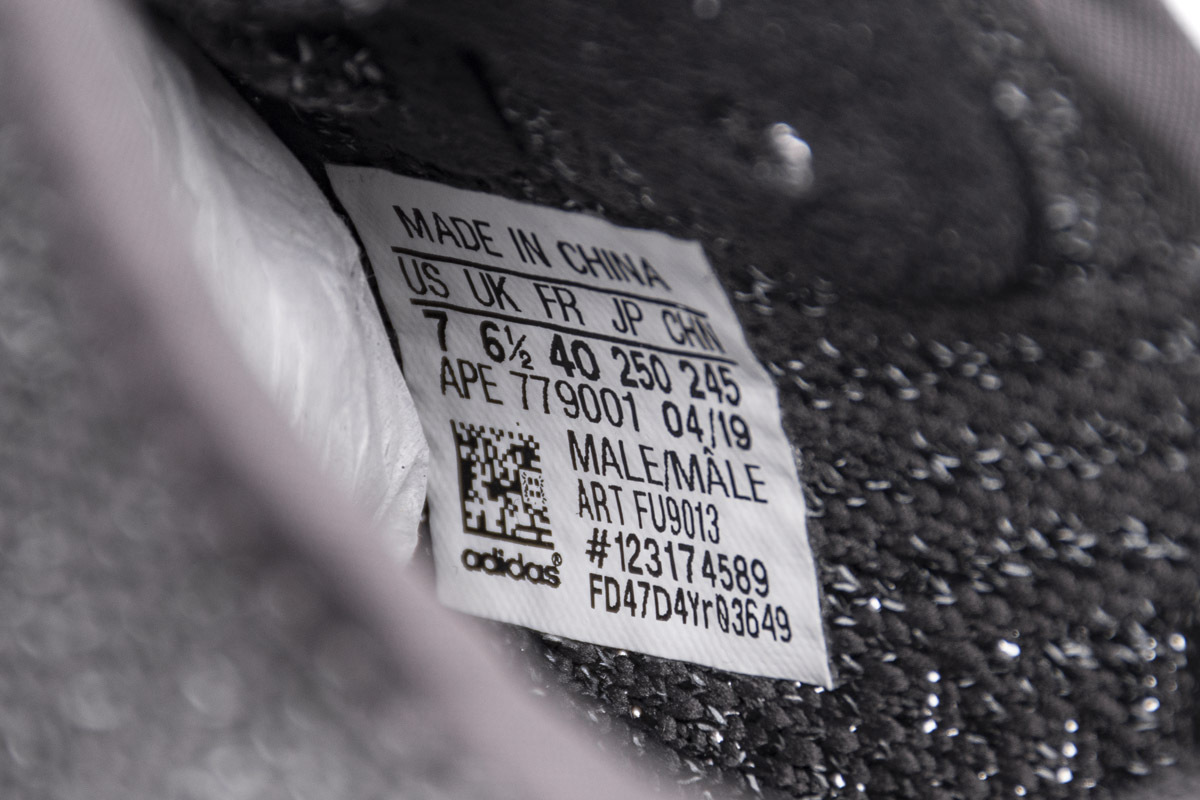 MADE IN CHINA
US UK FR JP CHN
7 6½ 40 250 245
APE 779001 04/19
MALE/MÂLE
ART FU9013
#123174589
FD47D4YrQ3649
adidas®